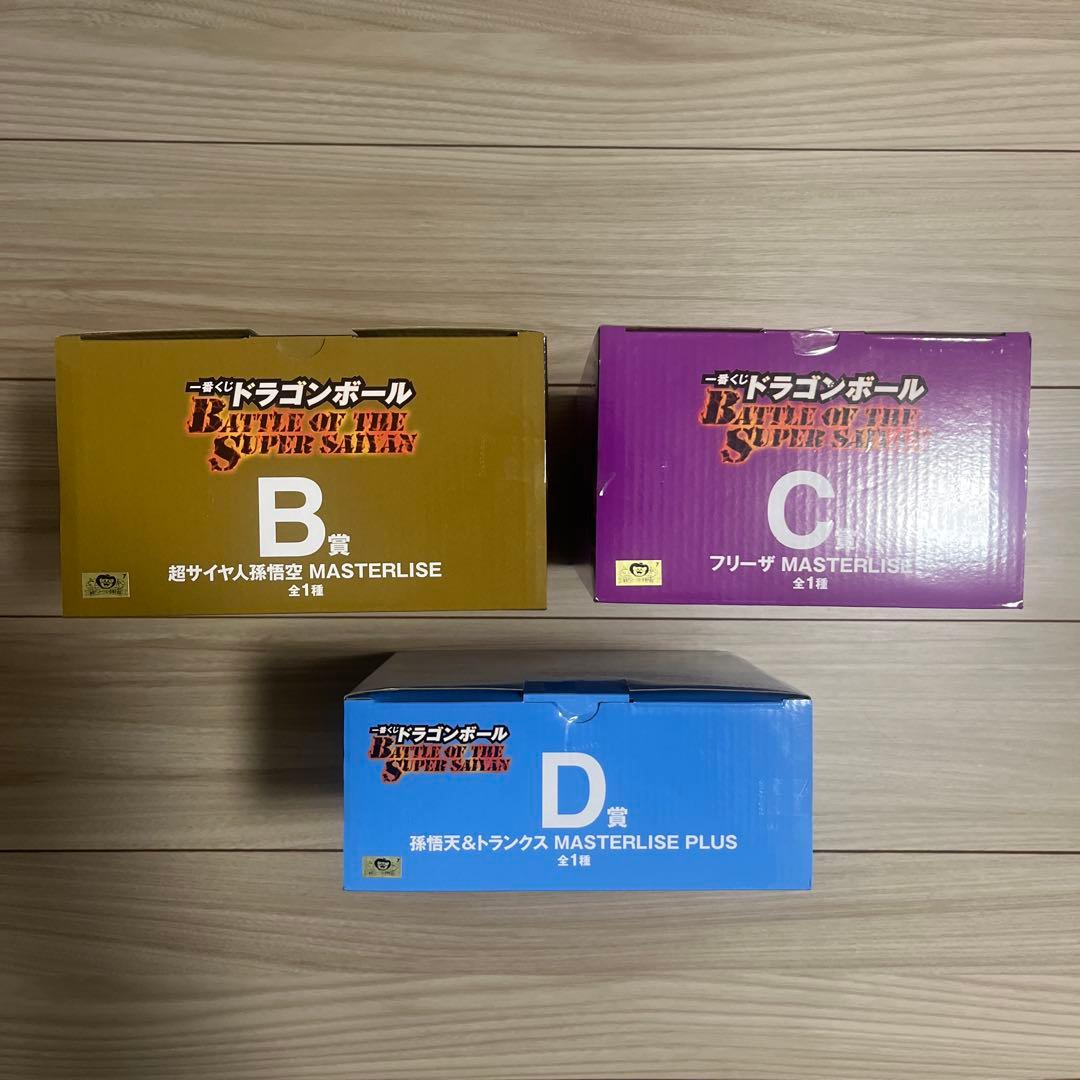 一番くじ ドラゴンボール
BATTLE OF THE
SUPER SAIYAN
B賞
超サイヤ人孫悟空 MASTERLISE
全1種
一番くじ ドラゴンボール
BATTLE OF THE
SUPER SAIYAN
C賞
フリーザ MASTERLISE
全1種
一番くじ ドラゴンボール
BATTLE OF THE
SUPER SAIYAN
D賞
孫悟天&トランクス MASTERLISE PLUS
全1種